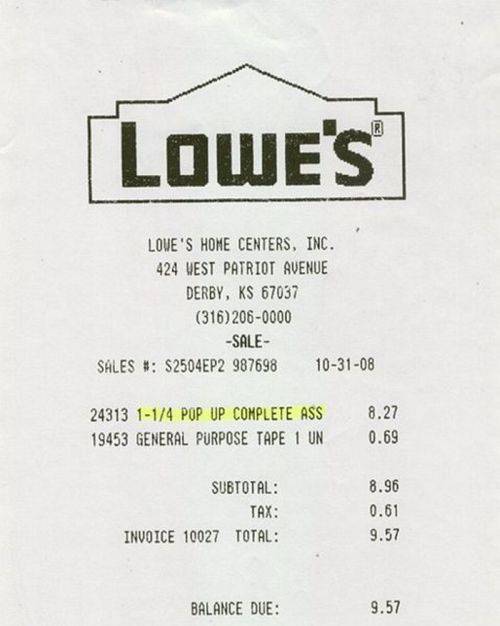 LOWE'S®
LOWE'S HOME CENTERS, INC.
424 WEST PATRIOT AVENUE
DERBY, KS 67037
(316)206-0000
-SALE-
SALES #: S2504EP2 987698 10-31-08
24313 1-1/4 POP UP COMPLETE ASS 8.27
19453 GENERAL PURPOSE TAPE 1 UN 0.69
SUBTOTAL: 8.96
TAX: 0.61
INVOICE 10027 TOTAL: 9.57
BALANCE DUE: 9.57